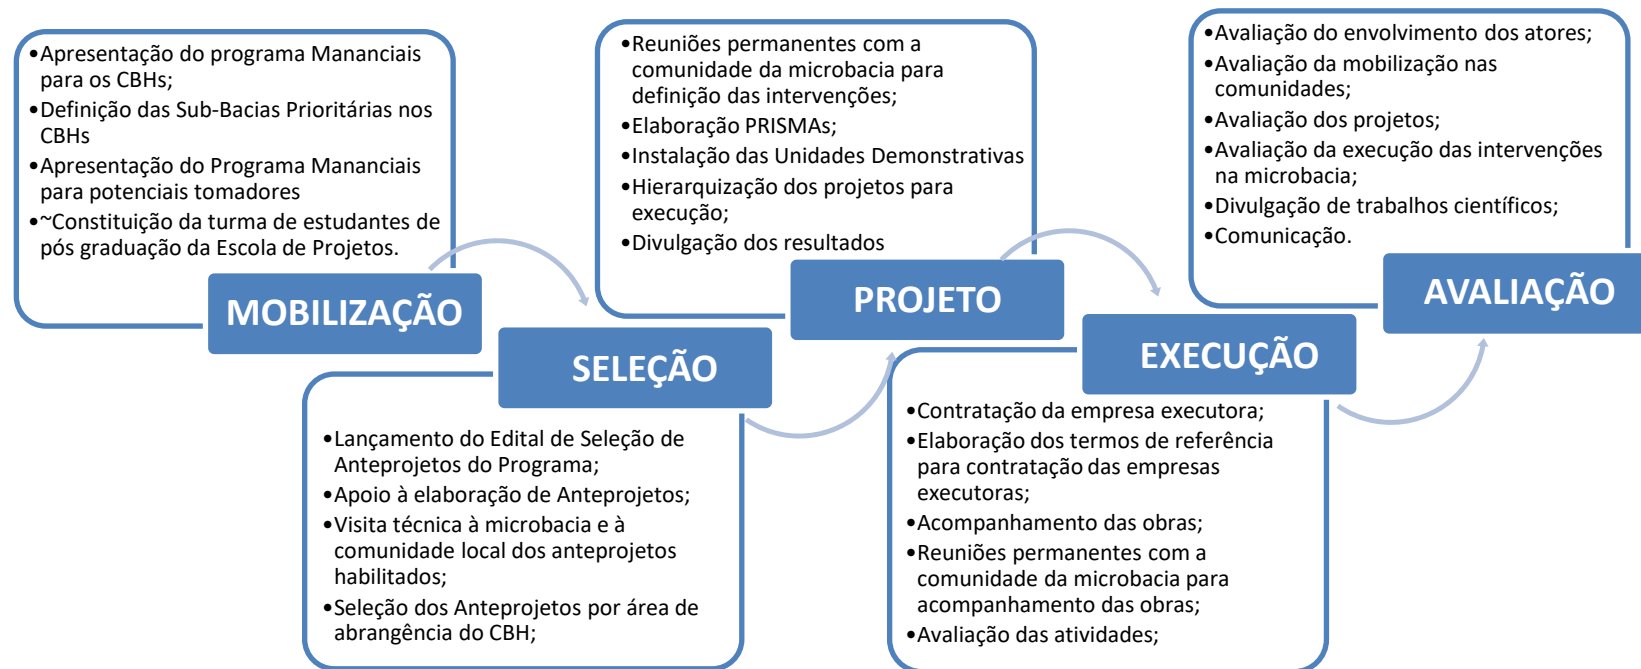 •Apresentação do programa Mananciais
para os CBHs;
•Definição das Sub-Bacias Prioritárias nos
CBHs
•Apresentação do Programa Mananciais
para potenciais tomadores
•~Constituição da turma de estudantes de
pós graduação da Escola de Projetos.
MOBILIZAÇÃO
SELEÇÃO
•Lançamento do Edital de Seleção de
Anteprojetos do Programa;
•Apoio à elaboração de Anteprojetos;
•Visita técnica à microbacia e à
comunidade local dos anteprojetos
habilitados;
•Seleção dos Anteprojetos por área de
abrangência do CBH;
•Reuniões permanentes com a
comunidade da microbacia para
definição das intervenções;
•Elaboração PRISMAs;
•Instalação das Unidades Demonstrativas
•Hierarquização dos projetos para
execução;
•Divulgação dos resultados
PROJETO
EXECUÇÃO
•Contratação da empresa executora;
•Elaboração dos termos de referência
para contratação das empresas
executoras;
•Acompanhamento das obras;
•Reuniões permanentes com a
comunidade da microbacia para
acompanhamento das obras;
•Avaliação das atividades;
•Avaliação do envolvimento dos atores;
•Avaliação da mobilização nas
comunidades;
•Avaliação dos projetos;
•Avaliação da execução das intervenções
na microbacia;
•Divulgação de trabalhos científicos;
•Comunicação.
AVALIAÇÃO